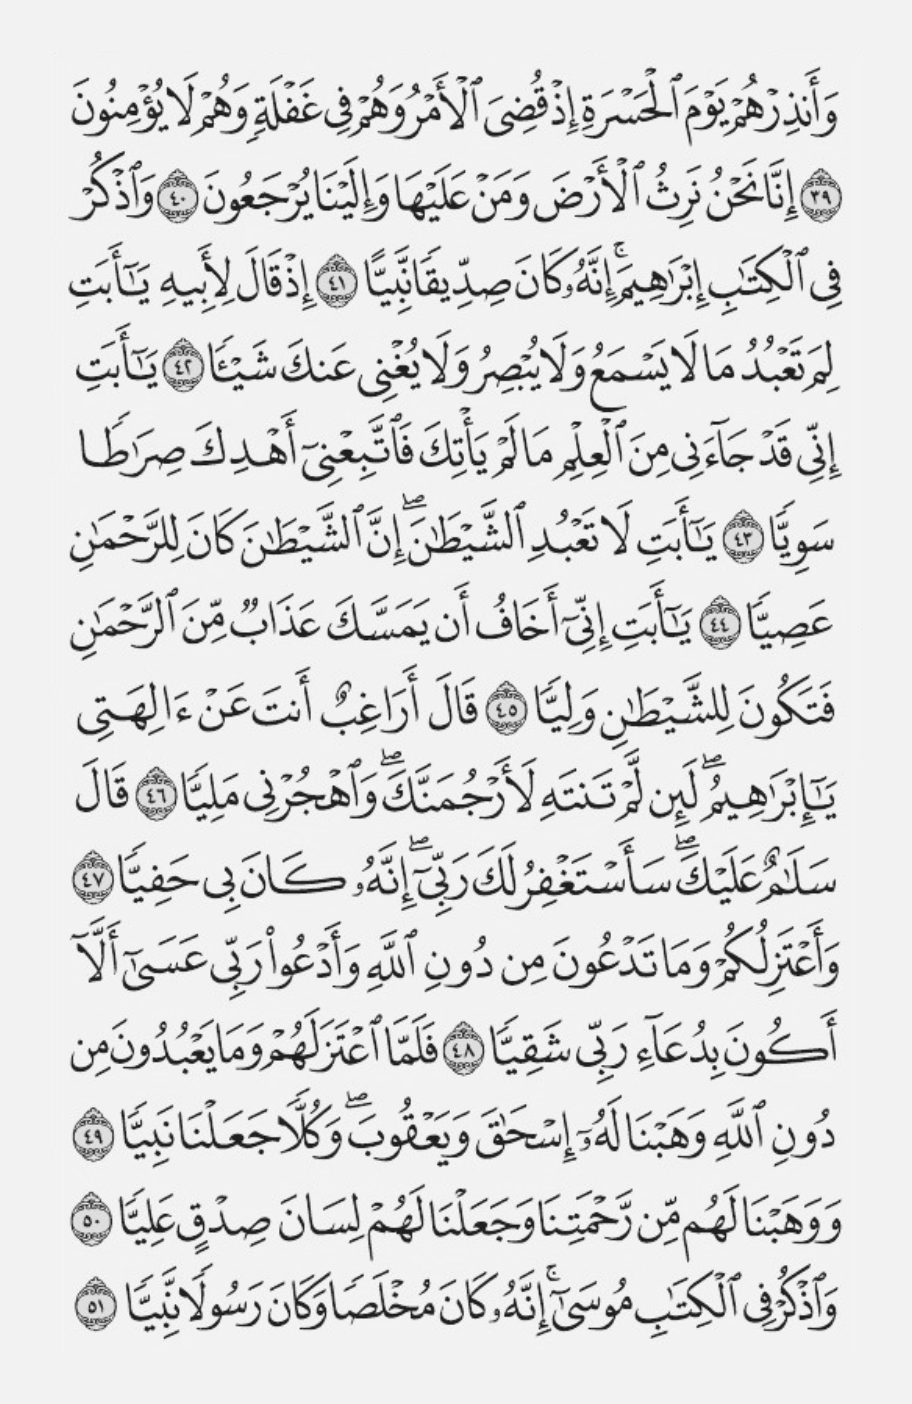 وَأَنذِرْهُمْ يَوْمَ ٱلْحَسْرَةِ إِذْ قُضِىَ ٱلْأَمْرُ وَهُمْ فِى غَفْلَةٍ وَهُمْ لَا يُؤْمِنُونَ
٣٩ إِنَّا نَحْنُ نَرِثُ ٱلْأَرْضَ وَمَنْ عَلَيْهَا وَإِلَيْنَا يُرْجَعُونَ ٤٠ وَٱذْكُرْ
فِى ٱلْكِتَـٰبِ إِبْرَٰهِيمَ ۚ إِنَّهُۥ كَانَ صِدِّيقًا نَّبِيًّا ٤١ إِذْ قَالَ لِأَبِيهِ يَـٰٓأَبَتِ
لِمَ تَعْبُدُ مَا لَا يَسْمَعُ وَلَا يُبْصِرُ وَلَا يُغْنِى عَنكَ شَيْـًٔا ٤٢ يَـٰٓأَبَتِ
إِنِّى قَدْ جَآءَنِى مِنَ ٱلْعِلْمِ مَا لَمْ يَأْتِكَ فَٱتَّبِعْنِىٓ أَهْدِكَ صِرَٰطًا
سَوِيًّا ٤٣ يَـٰٓأَبَتِ لَا تَعْبُدِ ٱلشَّيْطَـٰنَ ۖ إِنَّ ٱلشَّيْطَـٰنَ كَانَ لِلرَّحْمَـٰنِ
عَصِيًّا ٤٤ يَـٰٓأَبَتِ إِنِّىٓ أَخَافُ أَن يَمَسَّكَ عَذَابٌ مِّنَ ٱلرَّحْمَـٰنِ
فَتَكُونَ لِلشَّيْطَـٰنِ وَلِيًّا ٤٥ قَالَ أَرَاغِبٌ أَنتَ عَنْ ءَالِهَتِى
يَـٰٓإِبْرَٰهِيمُ ۖ لَئِن لَّمْ تَنتَهِ لَأَرْجُمَنَّكَ ۖ وَٱهْجُرْنِى مَلِيًّا ٤٦ قَالَ
سَلَـٰمٌ عَلَيْكَ ۖ سَأَسْتَغْفِرُ لَكَ رَبِّىٓ ۖ إِنَّهُۥ كَانَ بِى حَفِيًّا ٤٧
وَأَعْتَزِلُكُمْ وَمَا تَدْعُونَ مِن دُونِ ٱللَّهِ وَأَدْعُوا۟ رَبِّى عَسَىٰٓ أَلَّآ
أَكُونَ بِدُعَآءِ رَبِّى شَقِيًّا ٤٨ فَلَمَّا ٱعْتَزَلَهُمْ وَمَا يَعْبُدُونَ مِن
دُونِ ٱللَّهِ وَهَبْنَا لَهُۥٓ إِسْحَـٰقَ وَيَعْقُوبَ ۖ وَكُلًّا جَعَلْنَا نَبِيًّا ٤٩
وَوَهَبْنَا لَهُم مِّن رَّحْمَتِنَا وَجَعَلْنَا لَهُمْ لِسَانَ صِدْقٍ عَلِيًّا ٥٠
وَٱذْكُرْ فِى ٱلْكِتَـٰبِ مُوسَىٰٓ ۚ إِنَّهُۥ كَانَ مُخْلَصًا وَكَانَ رَسُولًا نَّبِيًّا ٥١